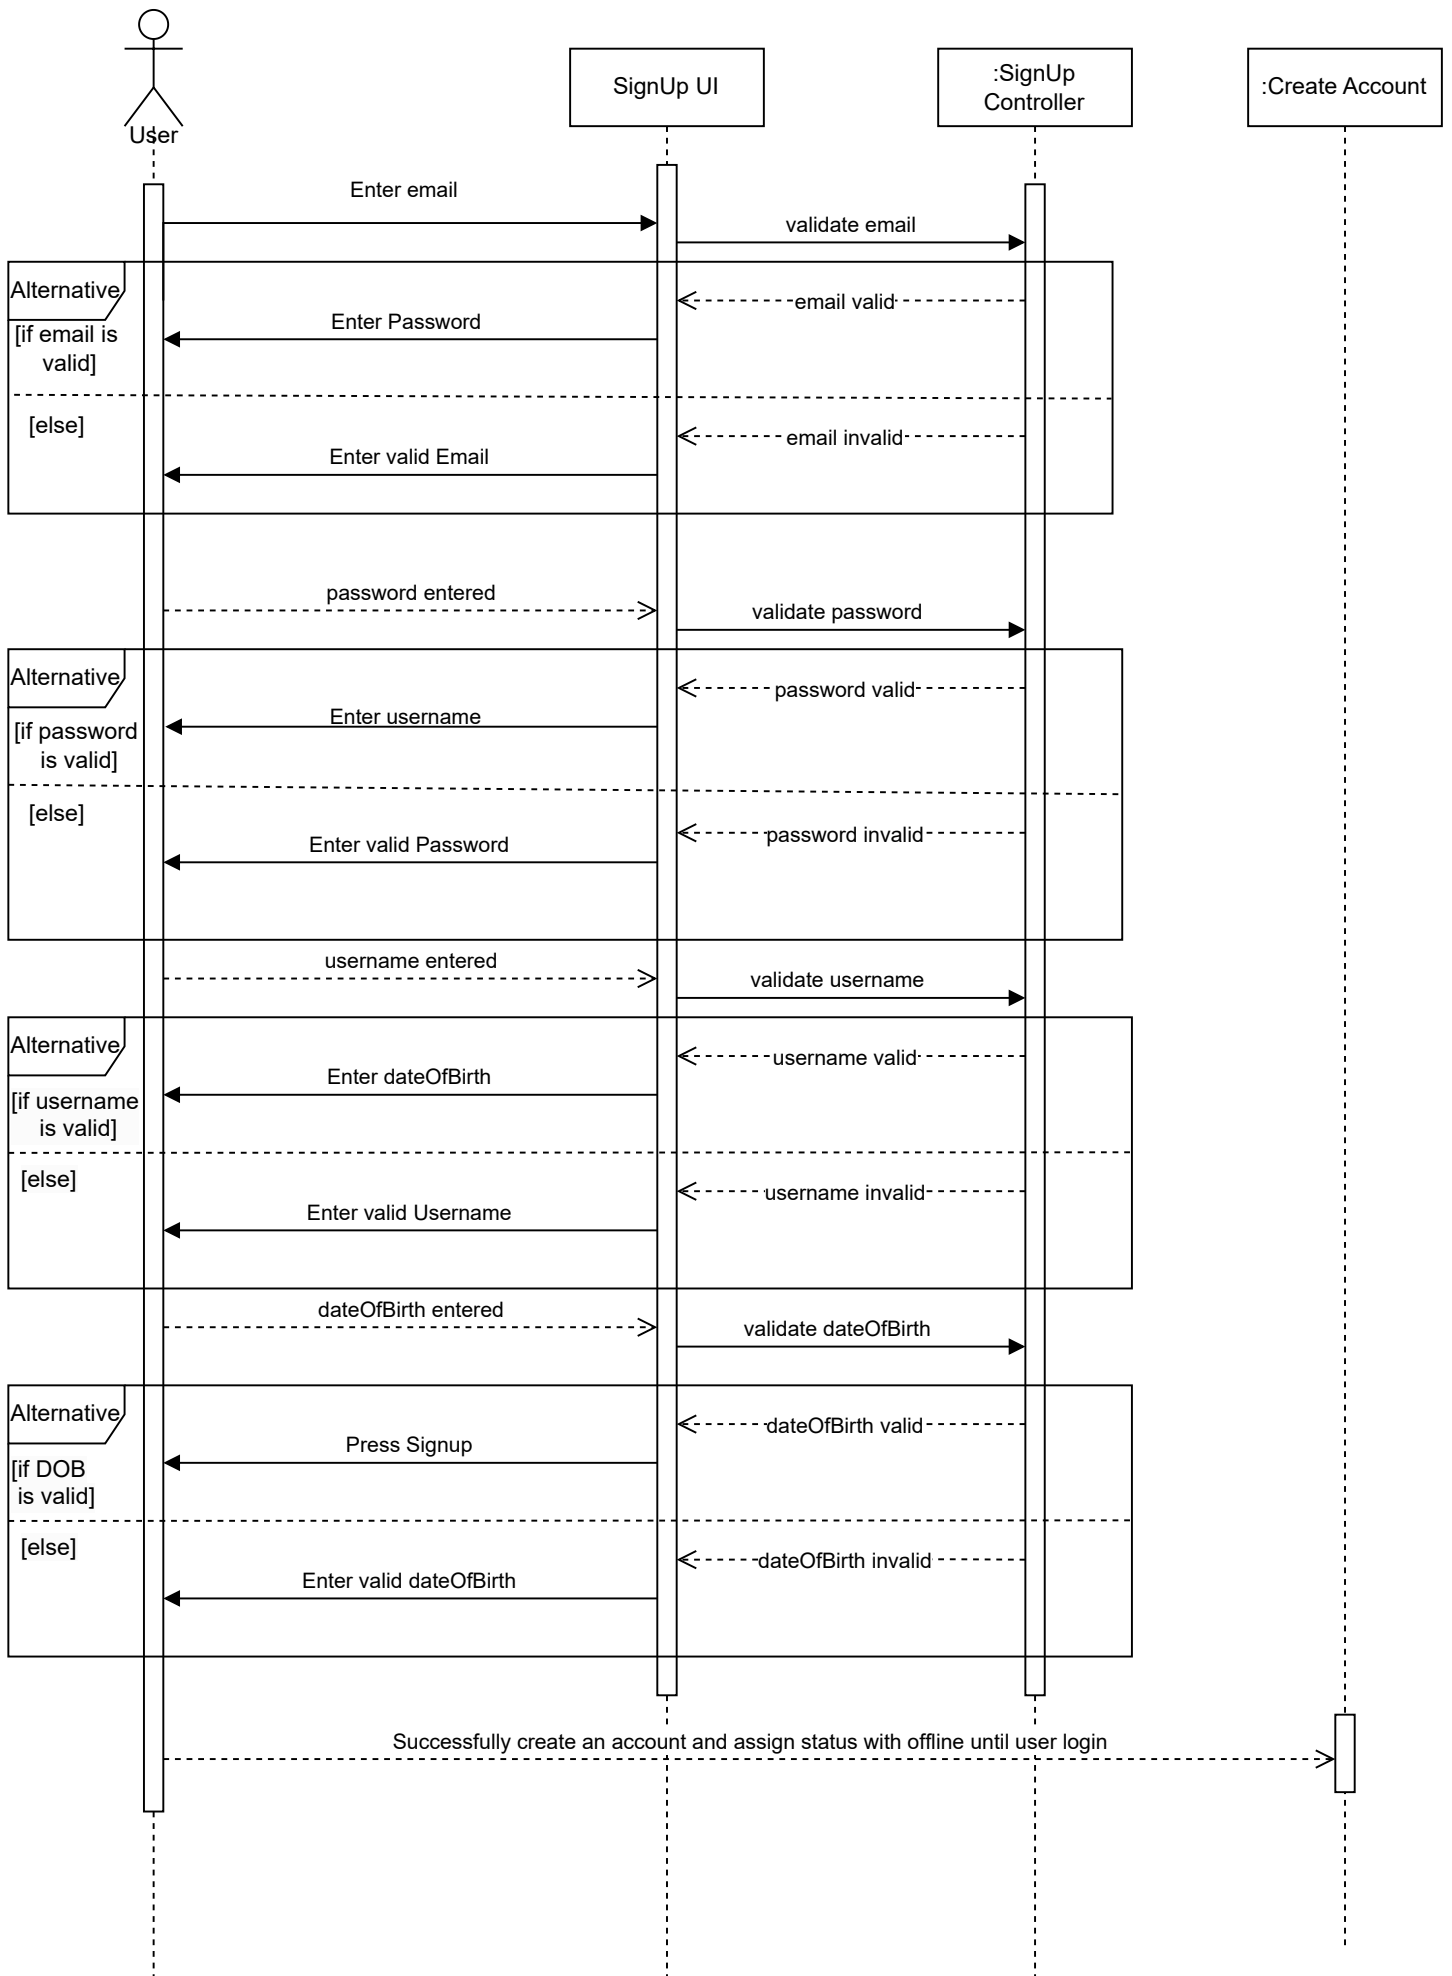 User
SignUp UI
:SignUp
Controller
:Create Account
Enter email
validate email
Alternative
email valid
Enter Password
[if email is
valid]
[else]
email invalid
Enter valid Email
password entered
validate password
Alternative
password valid
Enter username
[if password
is valid]
[else]
password invalid
Enter valid Password
username entered
validate username
Alternative
username valid
Enter dateOfBirth
[if username
is valid]
[else]
username invalid
Enter valid Username
dateOfBirth entered
validate dateOfBirth
Alternative
dateOfBirth valid
Press Signup
[if DOB
is valid]
[else]
dateOfBirth invalid
Enter valid dateOfBirth
Successfully create an account and assign status with offline until user login